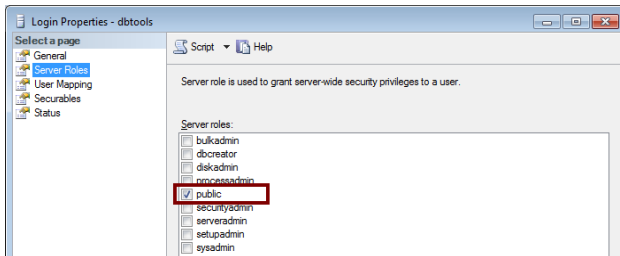 Login Properties - dbtools
Select a page
General
Server Roles
User Mapping
Securables
Status
Script Help
Server role is used to grant server-wide security privileges to a user.
Server roles:
bulkadmin
dbcreator
diskadmin
processadmin
public
securityadmin
serveradmin
setupadmin
sysadmin